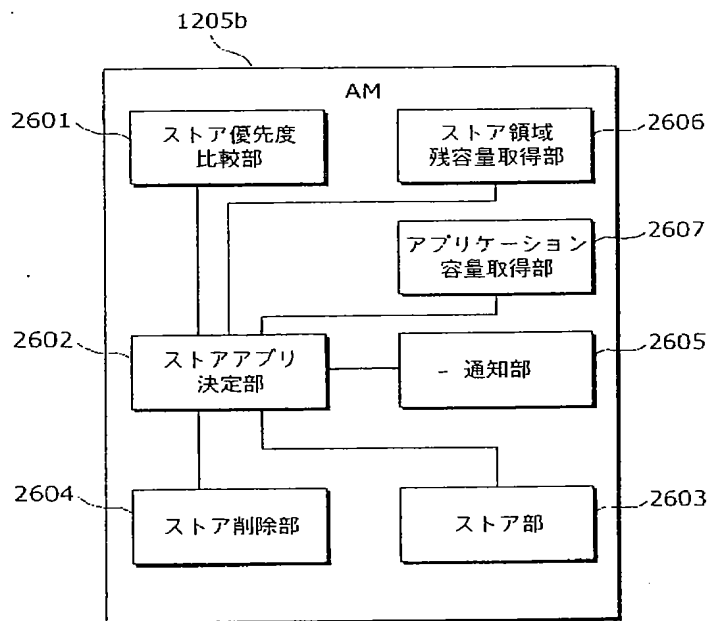 1205b
AM
2601
ストア優先度
比較部
ストア領域
残容量取得部
2606
アプリケーション
容量取得部
2607
2602
ストアアプリ
決定部
通知部
2605
2604
ストア削除部
ストア部
2603